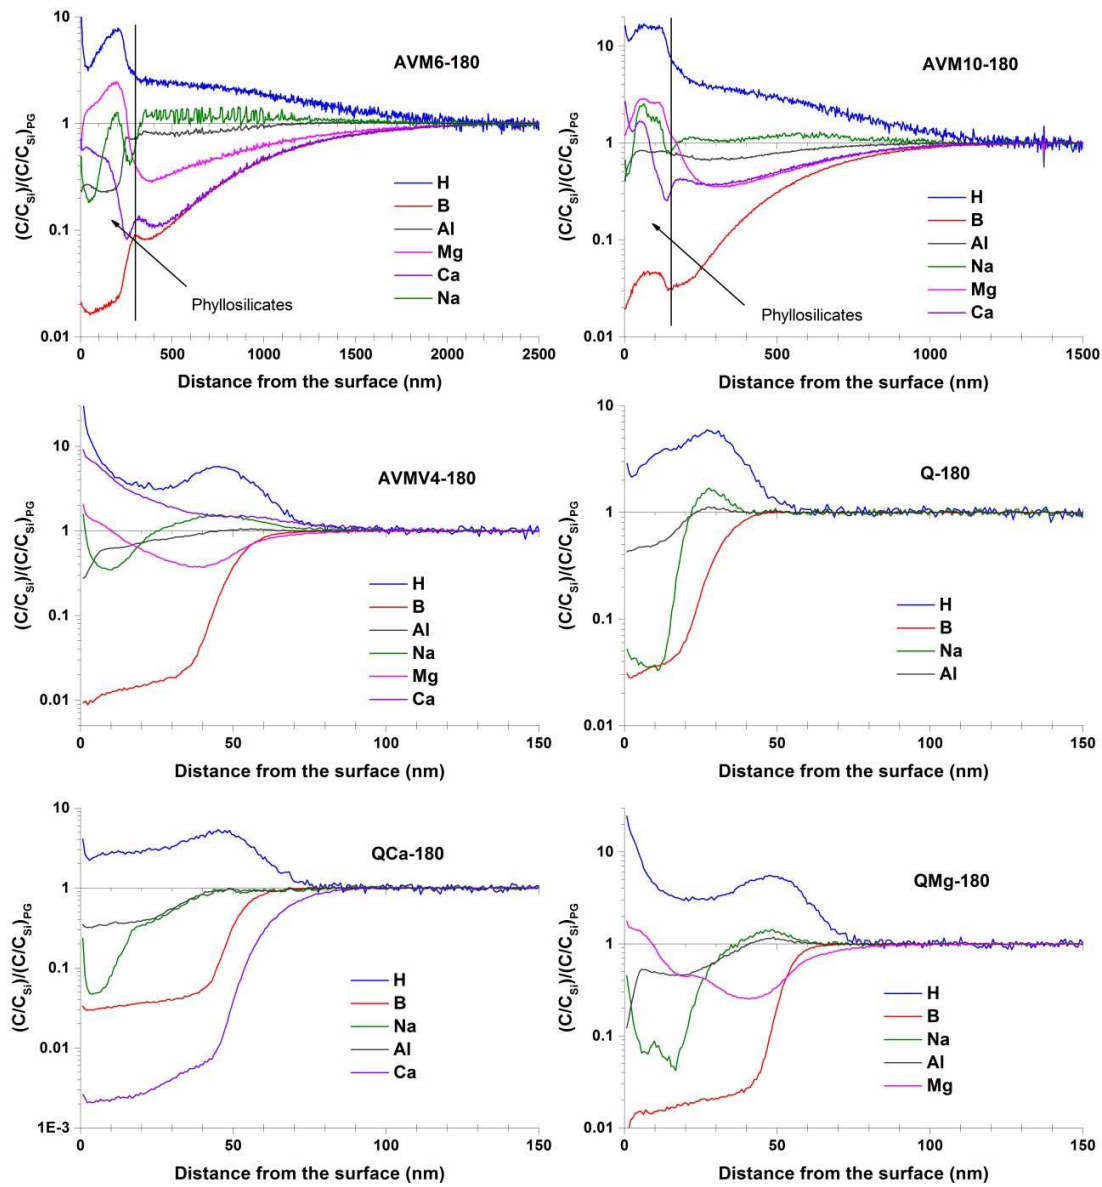 AVM6-180
(C/C_Si)/(C/C_Si)_PG
10
1
0.1
0.01
H
B
Al
Mg
Ca
Na
Phyllosilicates
0 500 1000 1500 2000 2500
Distance from the surface (nm)
AVM10-180
(C/C_Si)/(C/C_Si)_PG
10
1
0.1
0.01
H
B
Al
Na
Mg
Ca
Phyllosilicates
0 500 1000 1500
Distance from the surface (nm)
AVMV4-180
(C/C_Si)/(C/C_Si)_PG
10
1
0.1
0.01
H
B
Al
Na
Mg
Ca
0 50 100 150
Distance from the surface (nm)
Q-180
(C/C_Si)/(C/C_Si)_PG
10
1
0.1
0.01
H
B
Na
Al
0 50 100 150
Distance from the surface (nm)
QCa-180
(C/C_Si)/(C/C_Si)_PG
10
1
0.1
0.01
1E-3
H
B
Na
Al
Ca
0 50 100 150
Distance from the surface (nm)
QMg-180
(C/C_Si)/(C/C_Si)_PG
10
1
0.1
0.01
H
B
Na
Al
Mg
0 50 100 150
Distance from the surface (nm)